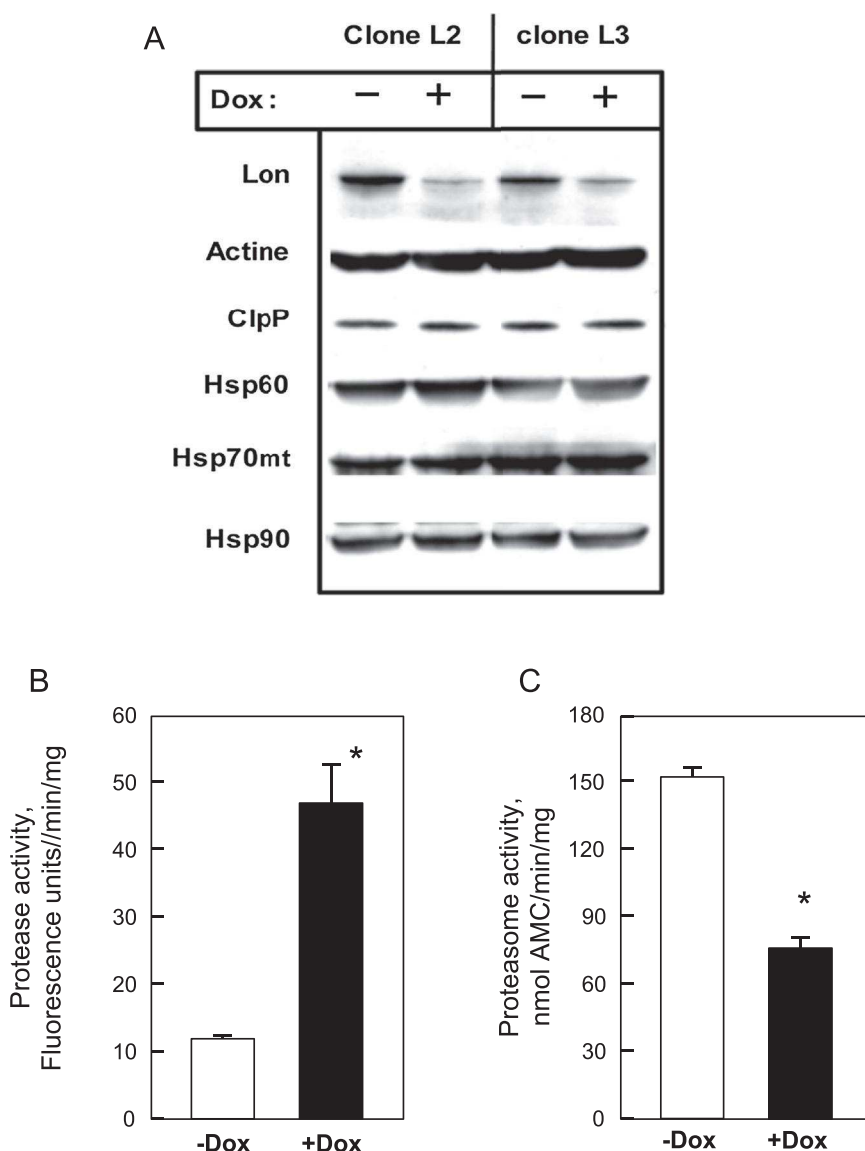 A
Clone L2 clone L3
Dox: − + − +
Lon
Actine
ClpP
Hsp60
Hsp70mt
Hsp90
B
Protease activity,
Fluorescence units//min/mg
60
50
40
30
20
10
0
-Dox +Dox
*
C
Proteasome activity,
nmol AMC/min/mg
180
150
120
90
60
30
0
-Dox +Dox
*